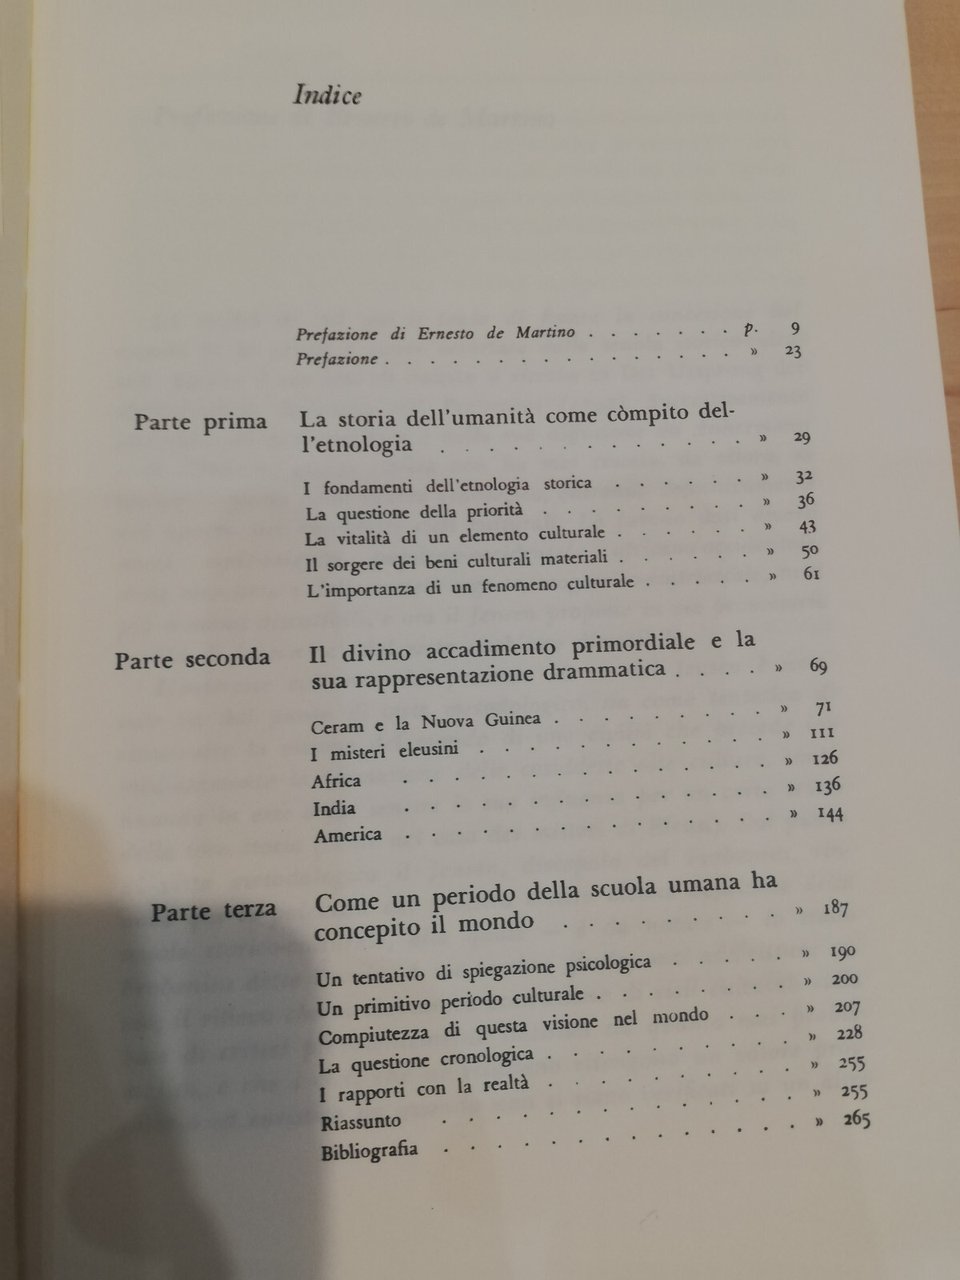 Indice
Prefazione di Ernesto de Martino . . . . . . . p. 9
Prefazione . . . . . . . . . . . . . . . . » 23
Parte prima La storia dell'umanità come còmpito del-
l'etnologia . . . . . . . . . . . . . » 29
I fondamenti dell'etnologia storica . . . . . . » 32
La questione della priorità . . . . . . . . . » 36
La vitalità di un elemento culturale . . . . . . » 43
Il sorgere dei beni culturali materiali . . . . . . » 50
L'importanza di un fenomeno culturale . . . . . » 61
Parte seconda Il divino accadimento primordiale e la
sua rappresentazione drammatica . . . . » 69
Ceram e la Nuova Guinea . . . . . . . . . » 71
I misteri eleusini . . . . . . . . . . . . » 111
Africa . . . . . . . . . . . . . . . » 126
India . . . . . . . . . . . . . . . » 136
America . . . . . . . . . . . . . . . » 144
Parte terza Come un periodo della scuola umana ha
concepito il mondo . . . . . . . . » 187
Un tentativo di spiegazione psicologica . . . . . » 190
Un primitivo periodo culturale . . . . . . . . » 200
Compiutezza di questa visione nel mondo . . . » 207
La questione cronologica . . . . . . . . . . » 228
I rapporti con la realtà . . . . . . . . . . » 255
Riassunto . . . . . . . . . . . . . . » 255
Bibliografia . . . . . . . . . . . . . . » 265